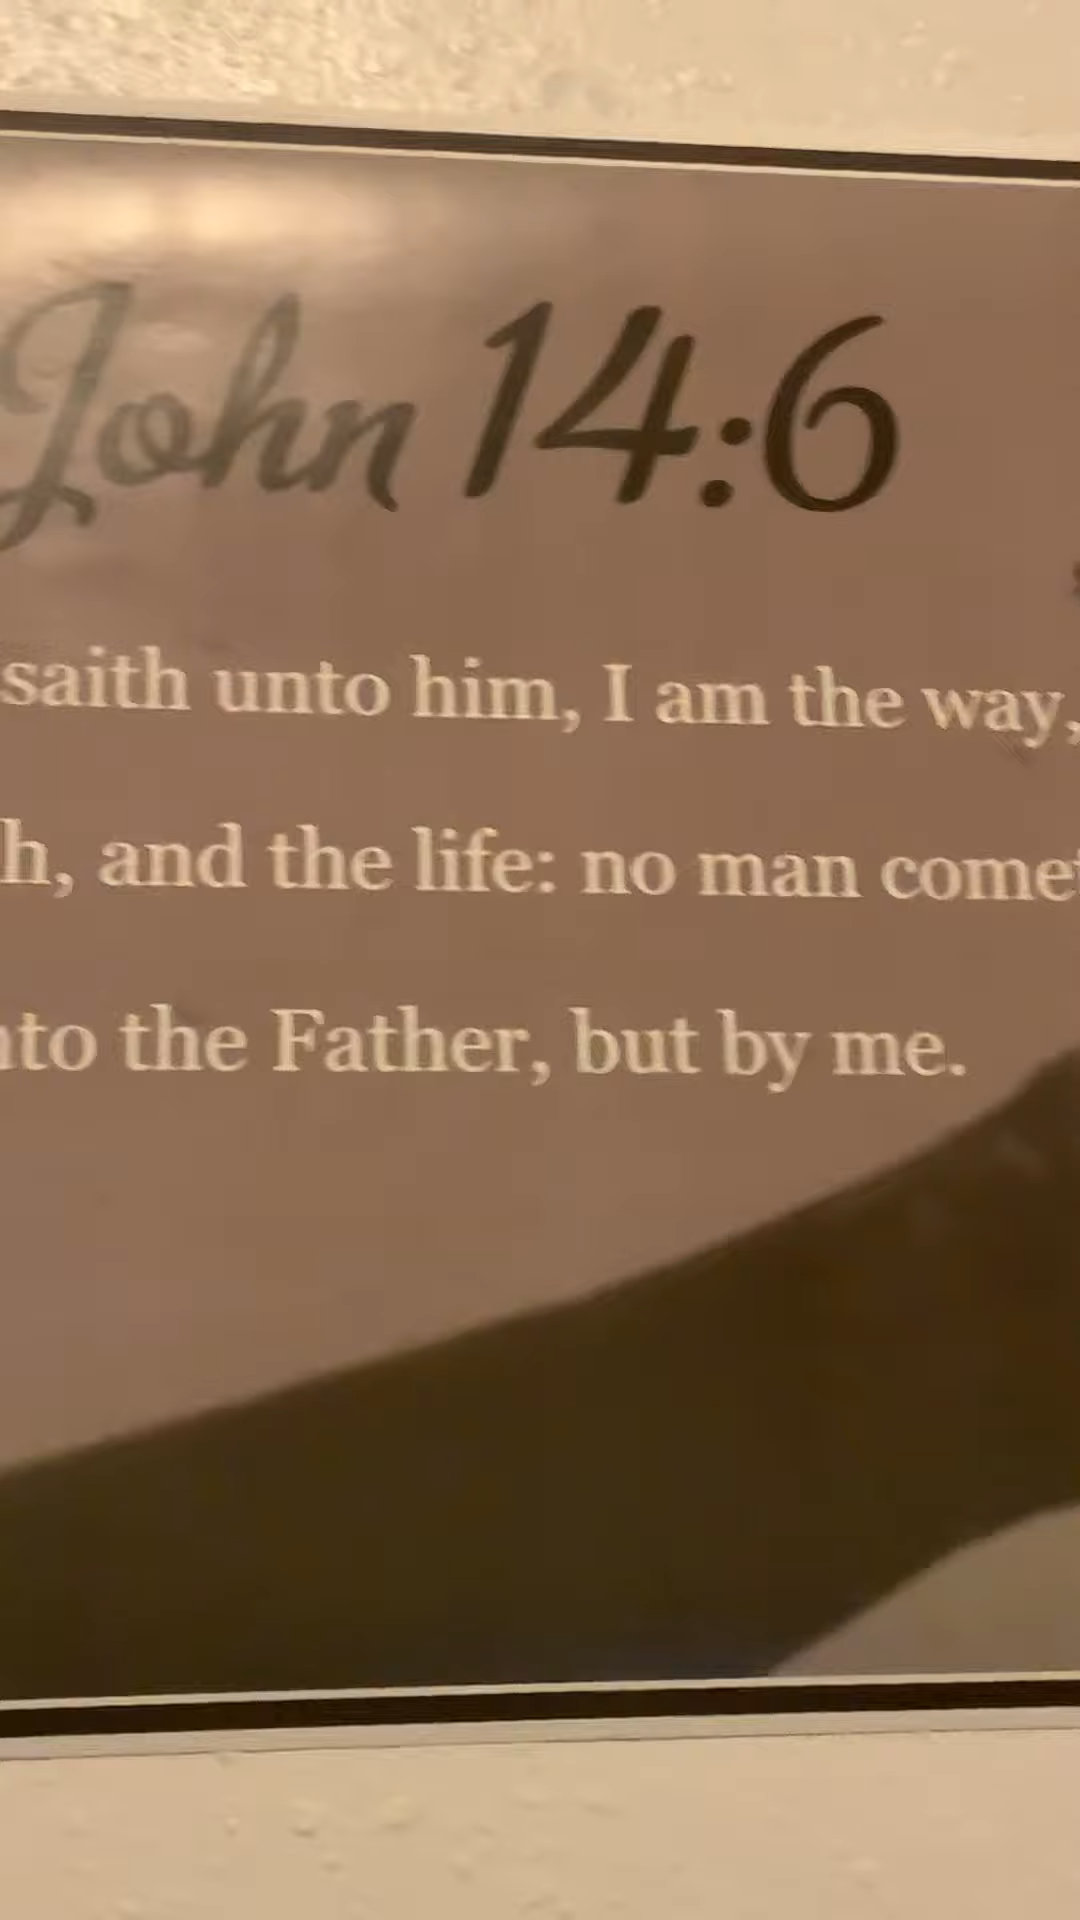 John 14:6
saith unto him, I am the way,
h, and the life: no man comet
to the Father, but by me.